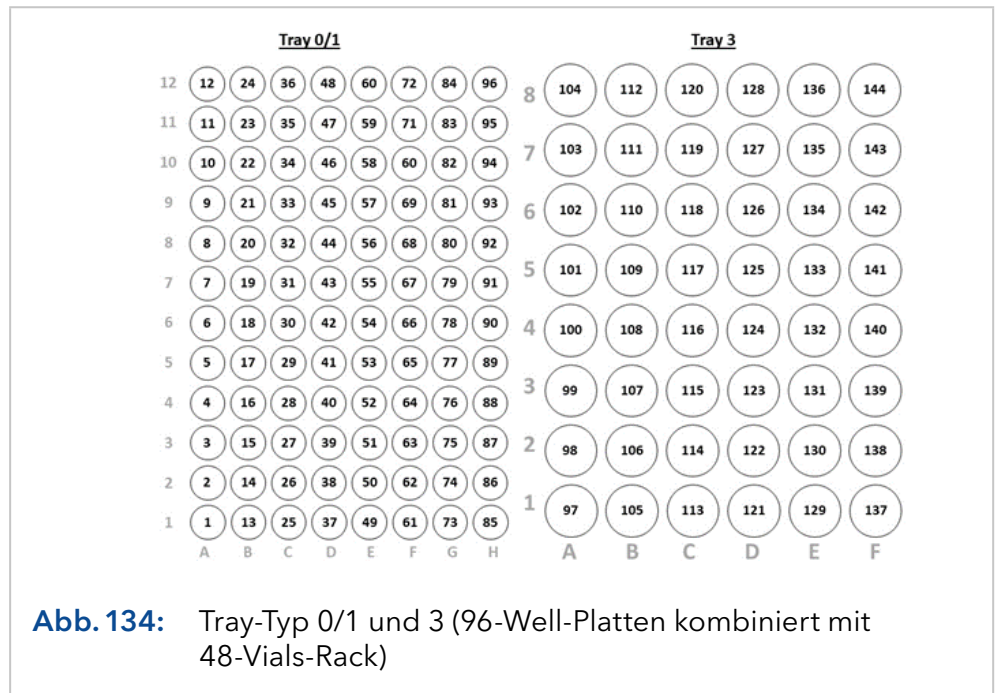 Tray 0/1
12 12 24 36 48 60 72 84 96
11 11 23 35 47 59 71 83 95
10 10 22 34 46 58 60 82 94
9 9 21 33 45 57 69 81 93
8 8 20 32 44 56 68 80 92
7 7 19 31 43 55 67 79 91
6 6 18 30 42 54 66 78 90
5 5 17 29 41 53 65 77 89
4 4 16 28 40 52 64 76 88
3 3 15 27 39 51 63 75 87
2 2 14 26 38 50 62 74 86
1 1 13 25 37 49 61 73 85
A B C D E F G H
Tray 3
8 104 112 120 128 136 144
7 103 111 119 127 135 143
6 102 110 118 126 134 142
5 101 109 117 125 133 141
4 100 108 116 124 132 140
3 99 107 115 123 131 139
2 98 106 114 122 130 138
1 97 105 113 121 129 137
A B C D E F
Abb. 134: Tray-Typ 0/1 und 3 (96-Well-Platten kombiniert mit
48-Vials-Rack)